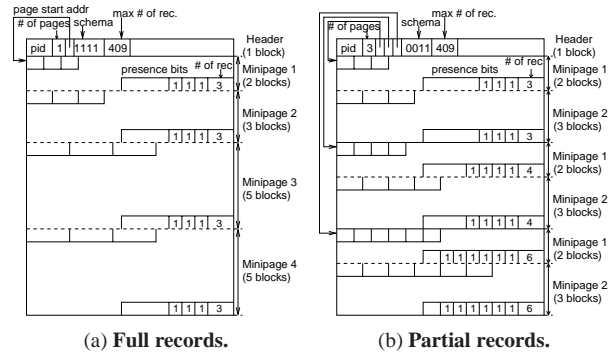 page start addr
# of pages schema max # of rec.
pid 1 1111 409
Header
(1 block)
presence bits # of rec
1 1 1 3
Minipage 1
(2 blocks)
1 1 1 3
Minipage 2
(3 blocks)
1 1 1 3
Minipage 3
(5 blocks)
1 1 1 3
Minipage 4
(5 blocks)
(a) Full records.
# of pages schema max # of rec.
pid 3 0011 409
Header
(1 block)
presence bits # of rec
1 1 1 3
Minipage 1
(2 blocks)
1 1 1 3
Minipage 2
(3 blocks)
1 1 1 1 4
Minipage 1
(2 blocks)
1 1 1 1 4
Minipage 2
(3 blocks)
1 1 1 1 1 1 6
Minipage 1
(2 blocks)
1 1 1 1 1 1 6
Minipage 2
(3 blocks)
(b) Partial records.